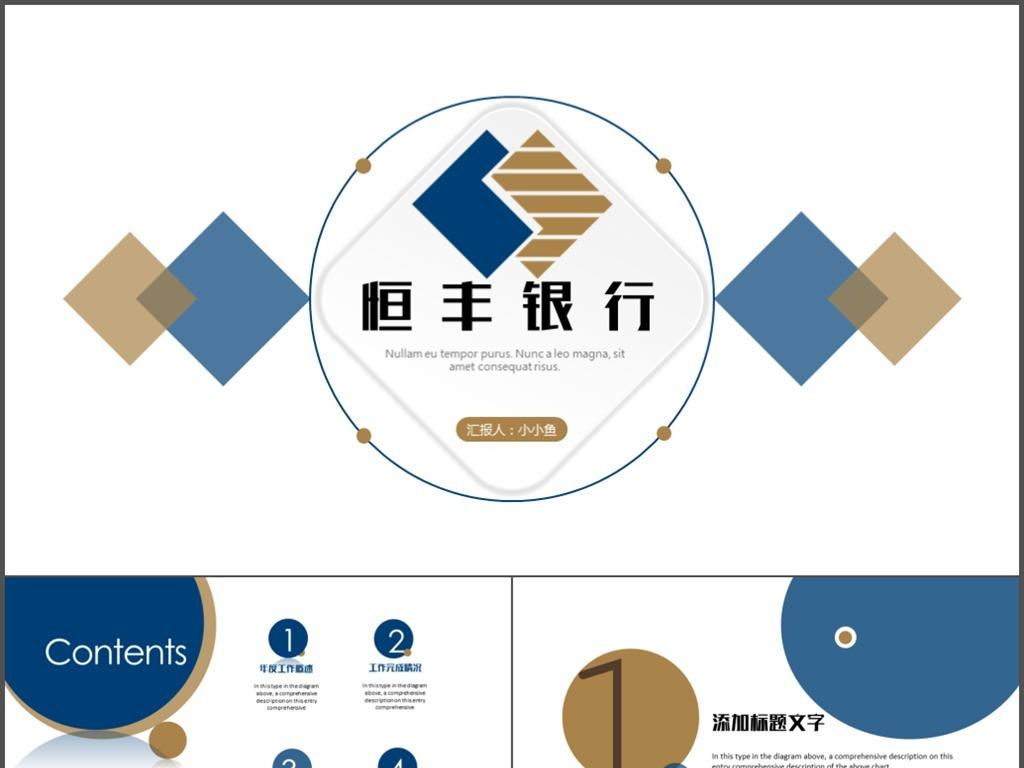 恒丰银行
Nullam eu tempor purus. Nunc a leo magna, sit
amet consequat risus.
汇报人：小小鱼
Contents
1
年度工作概述
In this type in the diagram
above, a comprehensive
description on this entry
comprehensive
2
工作完成情况
In this type in the diagram
above, a comprehensive
description on this entry
comprehensive
3
4
1
添加标题文字
In this type in the diagram above, a comprehensive description on this
entry comprehensive description of the above chart